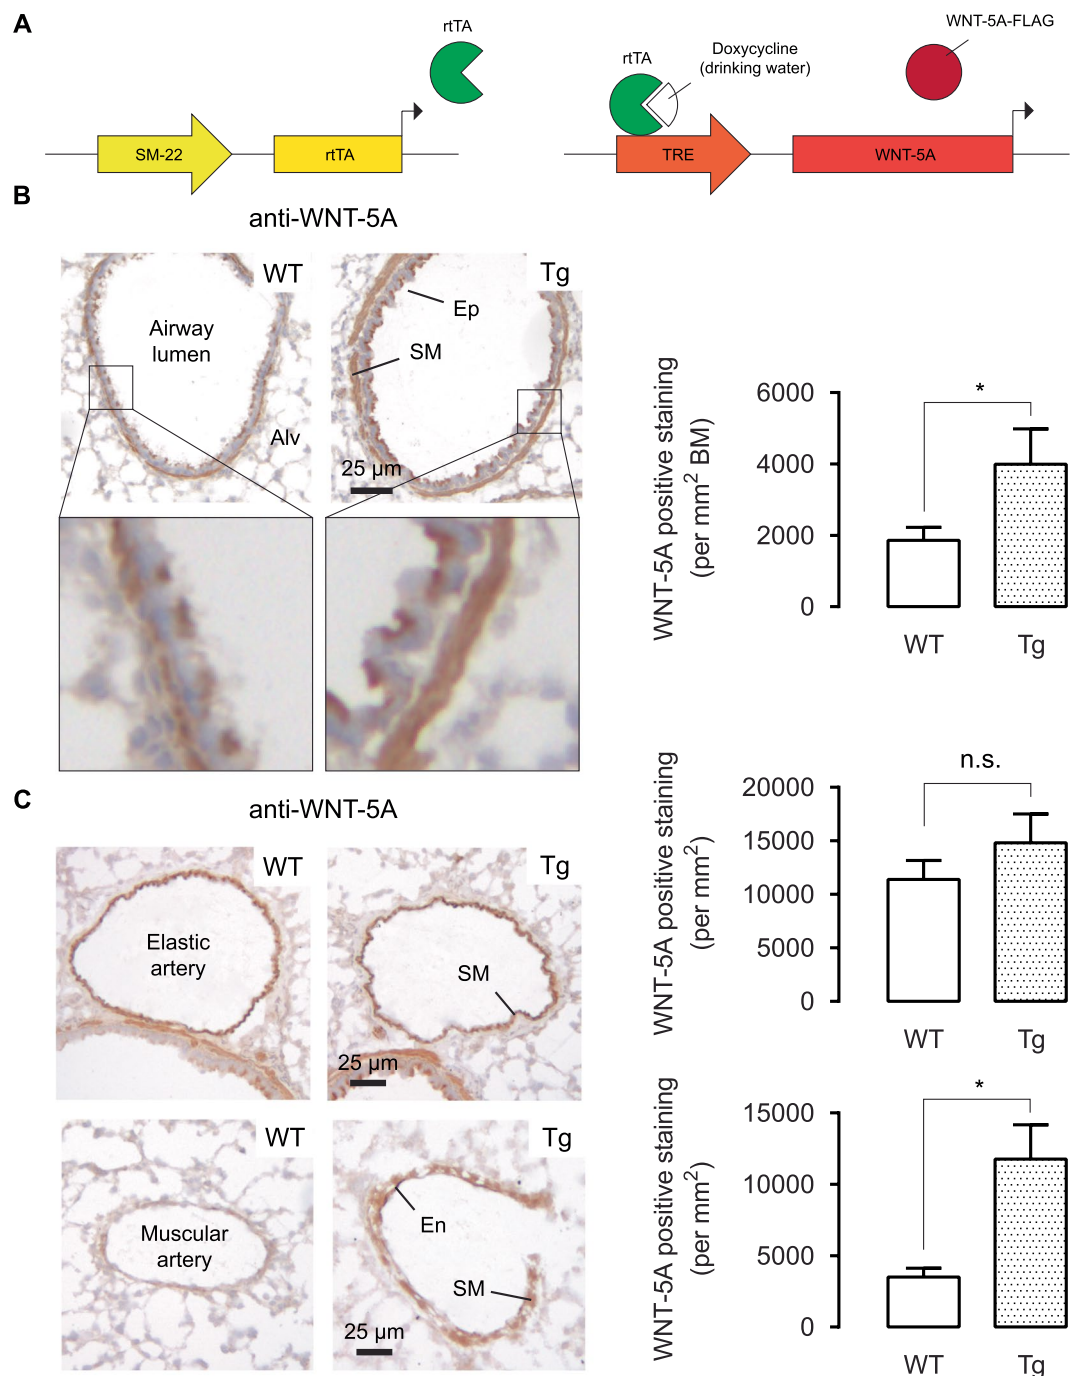 A
rtTA
SM-22
rtTA
rtTA
Doxycycline
(drinking water)
WNT-5A-FLAG
TRE
WNT-5A
B
anti-WNT-5A
WT
Airway
lumen
Alv
Tg
Ep
SM
25 µm
WNT-5A positive staining
(per mm² BM)
6000
4000
2000
0
*
WT
Tg
C
anti-WNT-5A
WT
Elastic
artery
Tg
SM
25 µm
WNT-5A positive staining
(per mm²)
20000
15000
10000
5000
0
n.s.
WT
Tg
WT
Muscular
artery
Tg
En
SM
25 µm
WNT-5A positive staining
(per mm²)
15000
10000
5000
0
*
WT
Tg